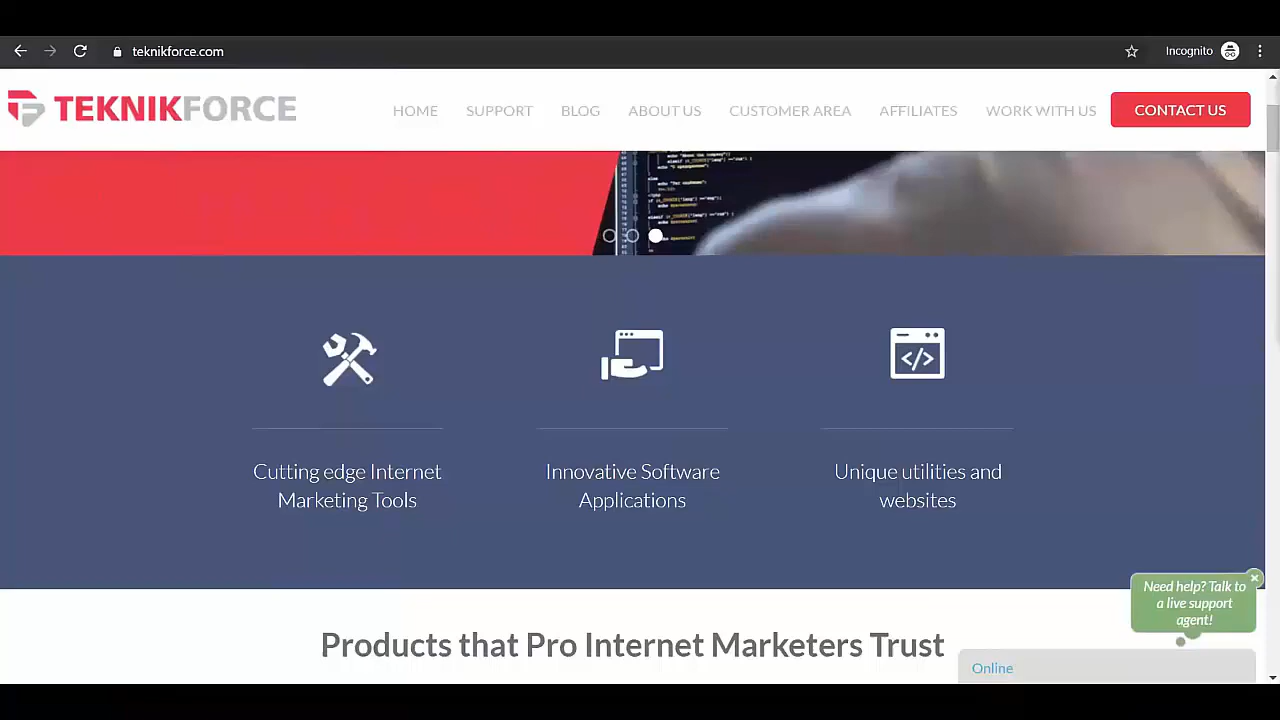 teknikforce.com
Incognito
TEKNIKFORCE
HOME SUPPORT BLOG ABOUT US CUSTOMER AREA AFFILIATES WORK WITH US CONTACT US
Cutting edge Internet
Marketing Tools
Innovative Software
Applications
Unique utilities and
websites
Need help? Talk to
a live support
agent!
Products that Pro Internet Marketers Trust
Online